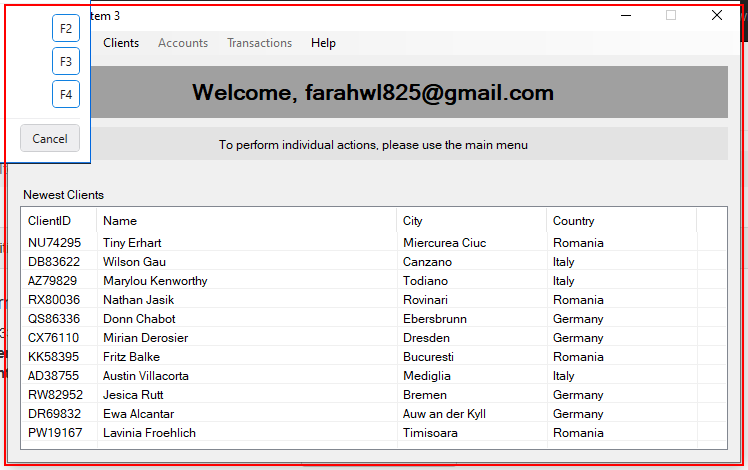 tem 3
F2
F3
F4
Cancel
Clients Accounts Transactions Help
Welcome, farahwl825@gmail.com
To perform individual actions, please use the main menu
Newest Clients
ClientID Name City Country
NU74295 Tiny Erhart Miercurea Ciuc Romania
DB83622 Wilson Gau Canzano Italy
AZ79829 Marylou Kenworthy Todiano Italy
RX80036 Nathan Jasik Rovinari Romania
QS86336 Donn Chabot Ebersbrunn Germany
CX76110 Mirian Derosier Dresden Germany
KK58395 Fritz Balke Bucuresti Romania
AD38755 Austin Villacorta Mediglia Italy
RW82952 Jesica Rutt Bremen Germany
DR69832 Ewa Alcantar Auw an der Kyll Germany
PW19167 Lavinia Froehlich Timisoara Romania